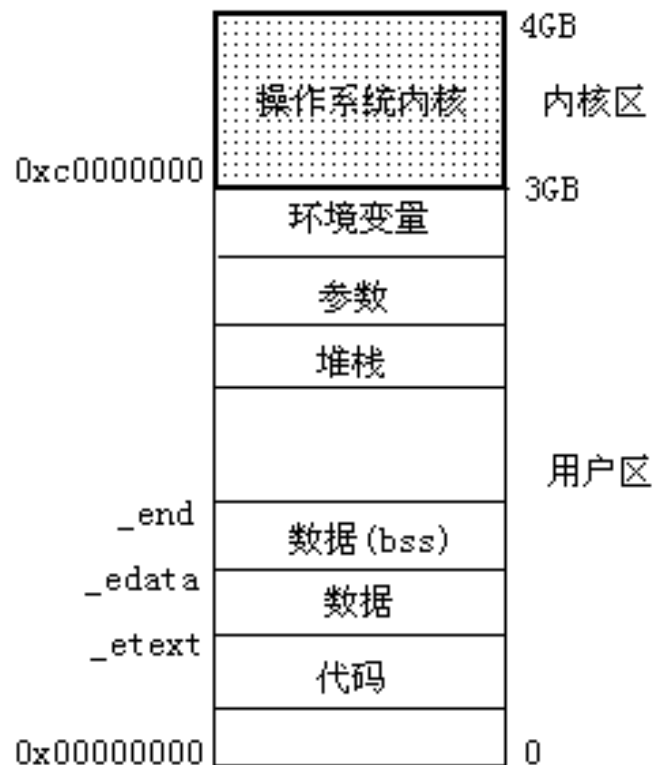 4GB
操作系统内核 内核区
0xc0000000
3GB
环境变量
参数
堆栈
用户区
_end
数据(bss)
_edata
数据
_etext
代码
0x00000000 0